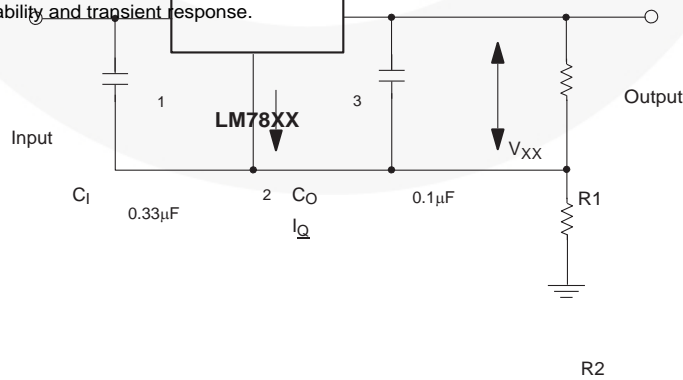 ability and transient response.
1
3
LM78XX
Output
Input
VXX
CI
0.33μF
2
CO
0.1μF
R1
IQ
R2